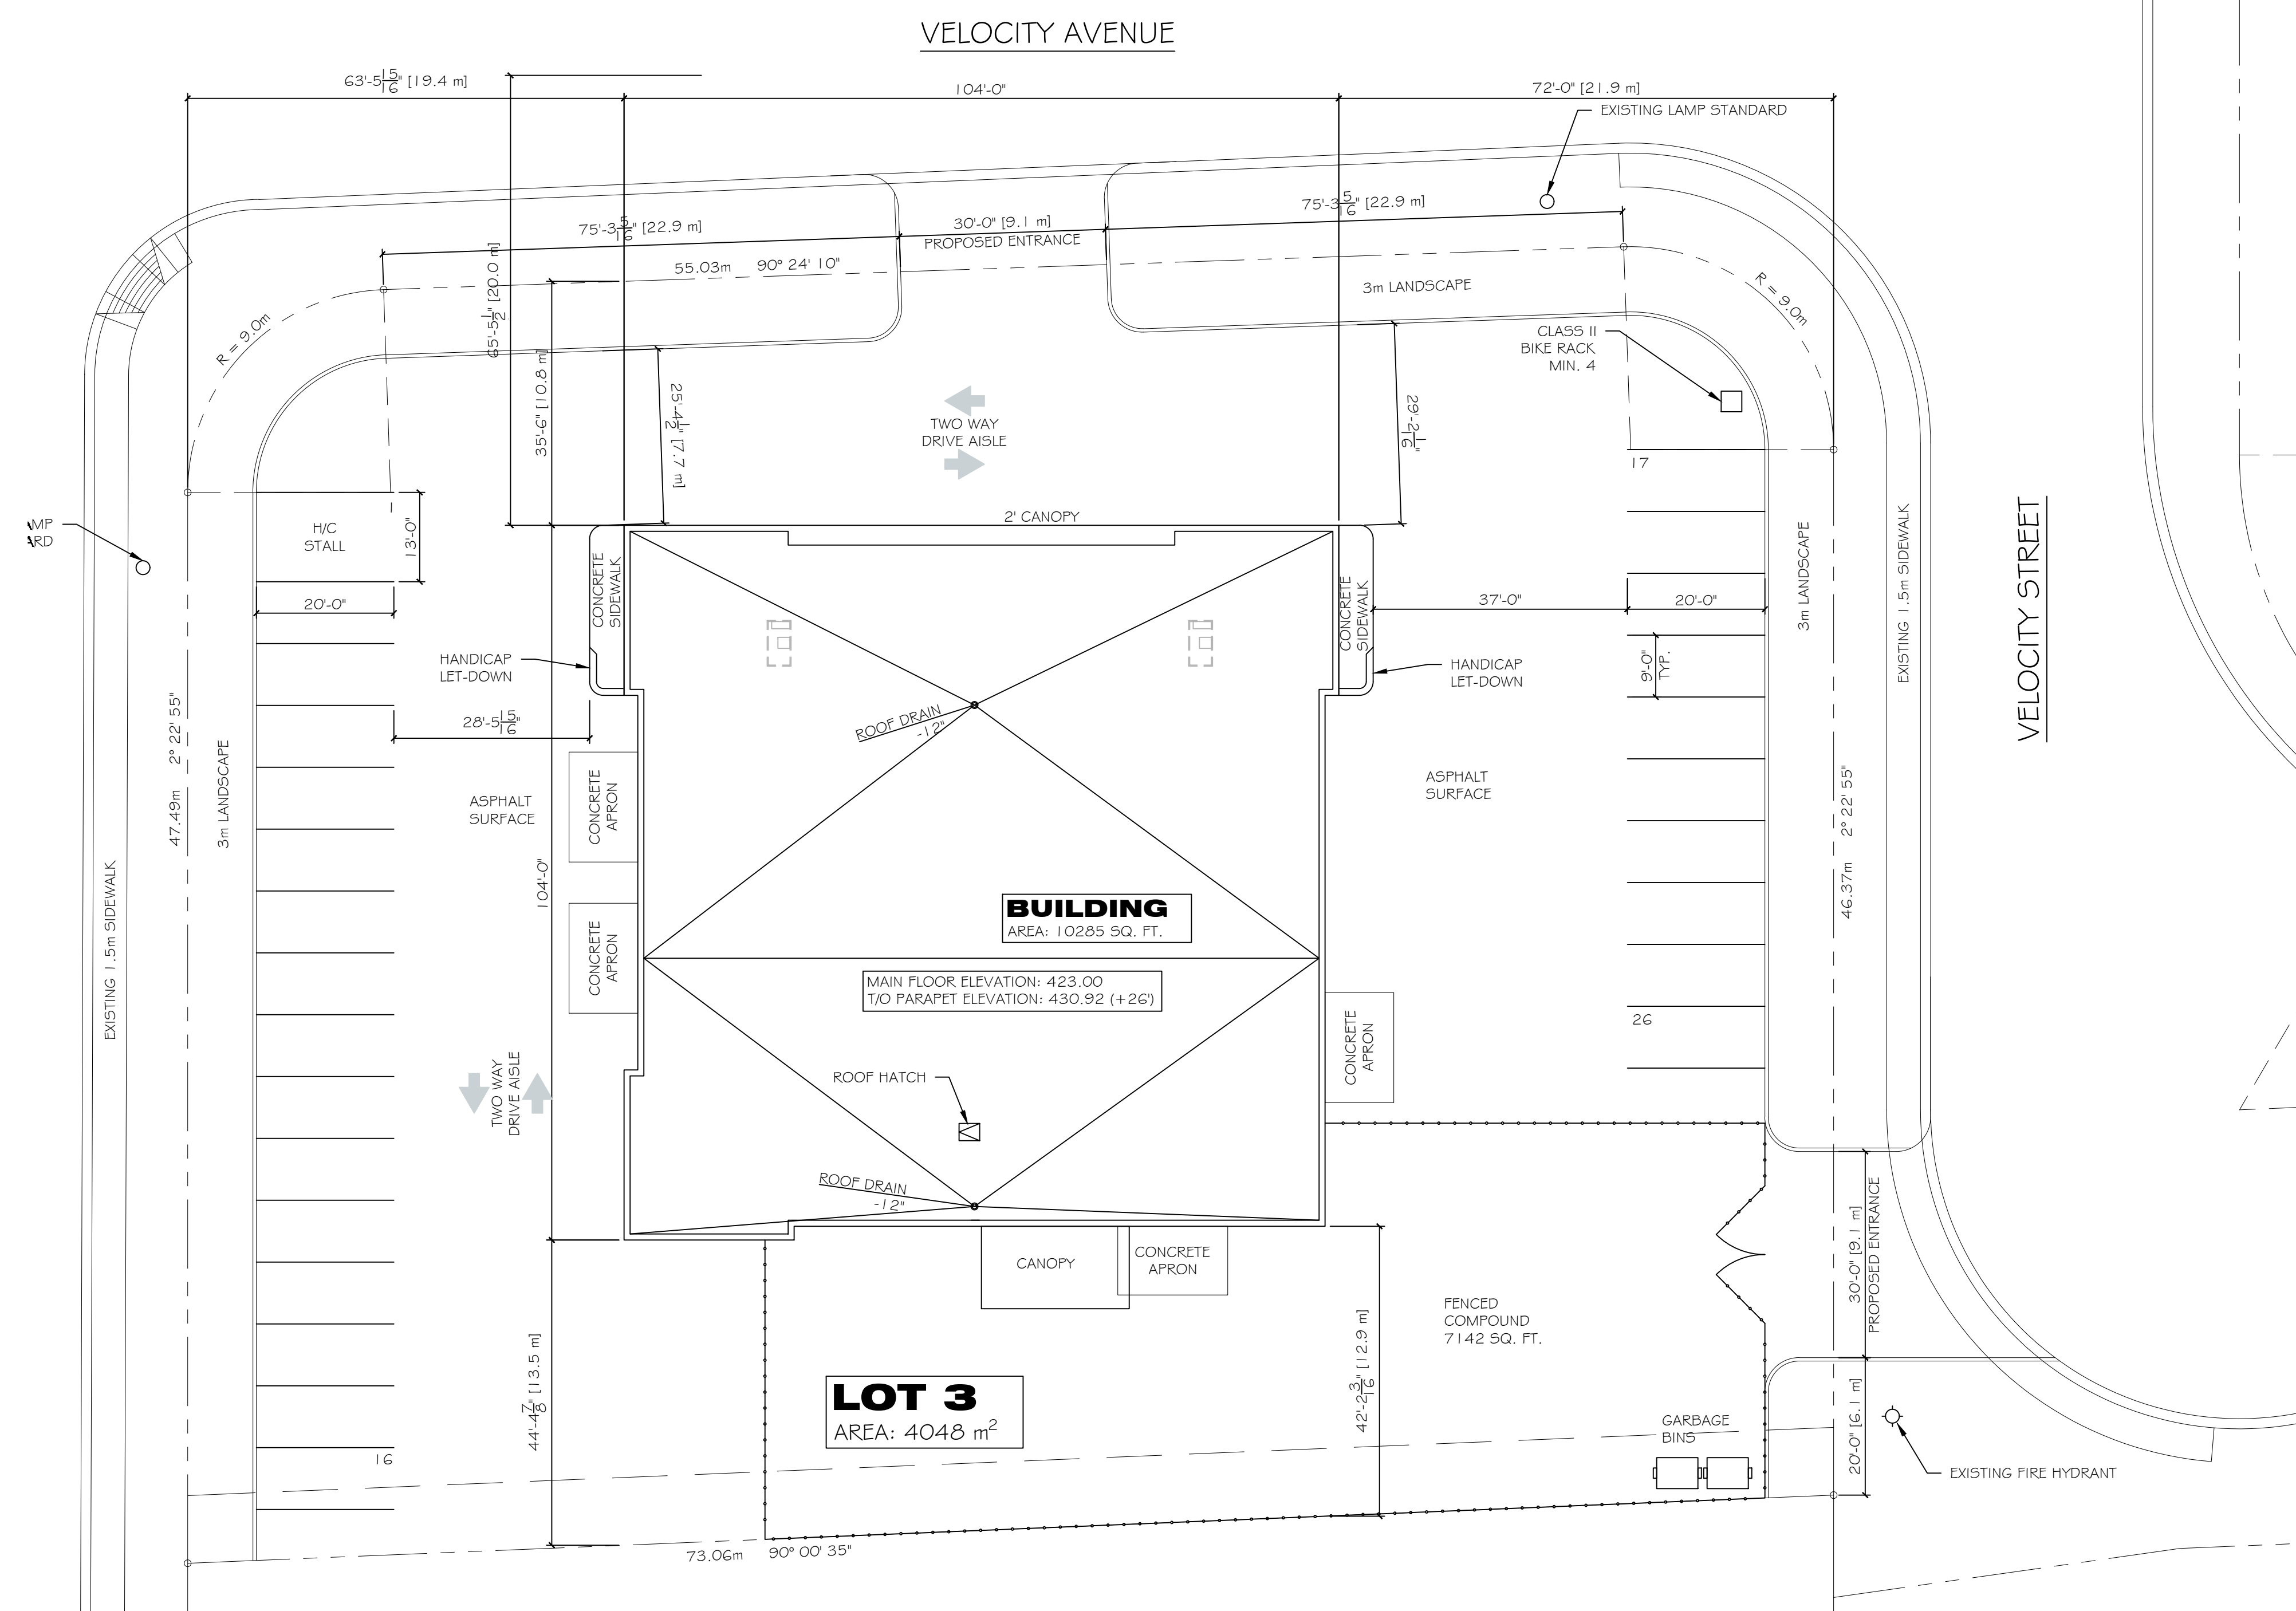 VELOCITY AVENUE
63'-5 15/16" [19.4 m]
104'-0"
72'-0" [21.9 m]
EXISTING LAMP STANDARD
75'-3 5/16" [22.9 m]
30'-0" [9.1 m]
PROPOSED ENTRANCE
75'-3 5/16" [22.9 m]
55.03m 90° 24' 10"
65'-5 1/2" [20.0 m]
35'-6" [10.8 m]
25'-4 1/2" [7.7 m]
29'-2 1/16"
R = 9.0m
R = 9.0m
3m LANDSCAPE
CLASS II
BIKE RACK
MIN. 4
TWO WAY
DRIVE AISLE
17
H/C
STALL
13'-0"
20'-0"
2' CANOPY
CONCRETE
SIDEWALK
CONCRETE
SIDEWALK
37'-0"
20'-0"
9'-0"
TYP.
3m LANDSCAPE
EXISTING 1.5m SIDEWALK
VELOCITY STREET
HANDICAP
LET-DOWN
HANDICAP
LET-DOWN
28'-5 15/16"
ROOF DRAIN
-12"
47.49m 2° 22' 55"
3m LANDSCAPE
EXISTING 1.5m SIDEWALK
ASPHALT
SURFACE
CONCRETE
APRON
CONCRETE
APRON
104'-0"
ASPHALT
SURFACE
46.37m 2° 22' 55"
BUILDING
AREA: 10285 SQ. FT.
MAIN FLOOR ELEVATION: 423.00
T/O PARAPET ELEVATION: 430.92 (+26')
26
CONCRETE
APRON
TWO WAY
DRIVE AISLE
ROOF HATCH
ROOF DRAIN
-12"
CANOPY
CONCRETE
APRON
FENCED
COMPOUND
7142 SQ. FT.
30'-0" [9.1 m]
PROPOSED ENTRANCE
44'-4 7/8" [13.5 m]
42'-2 3/16" [12.9 m]
LOT 3
AREA: 4048 m²
GARBAGE
BINS
20'-0" [6.1 m]
EXISTING FIRE HYDRANT
16
73.06m 90° 00' 35"